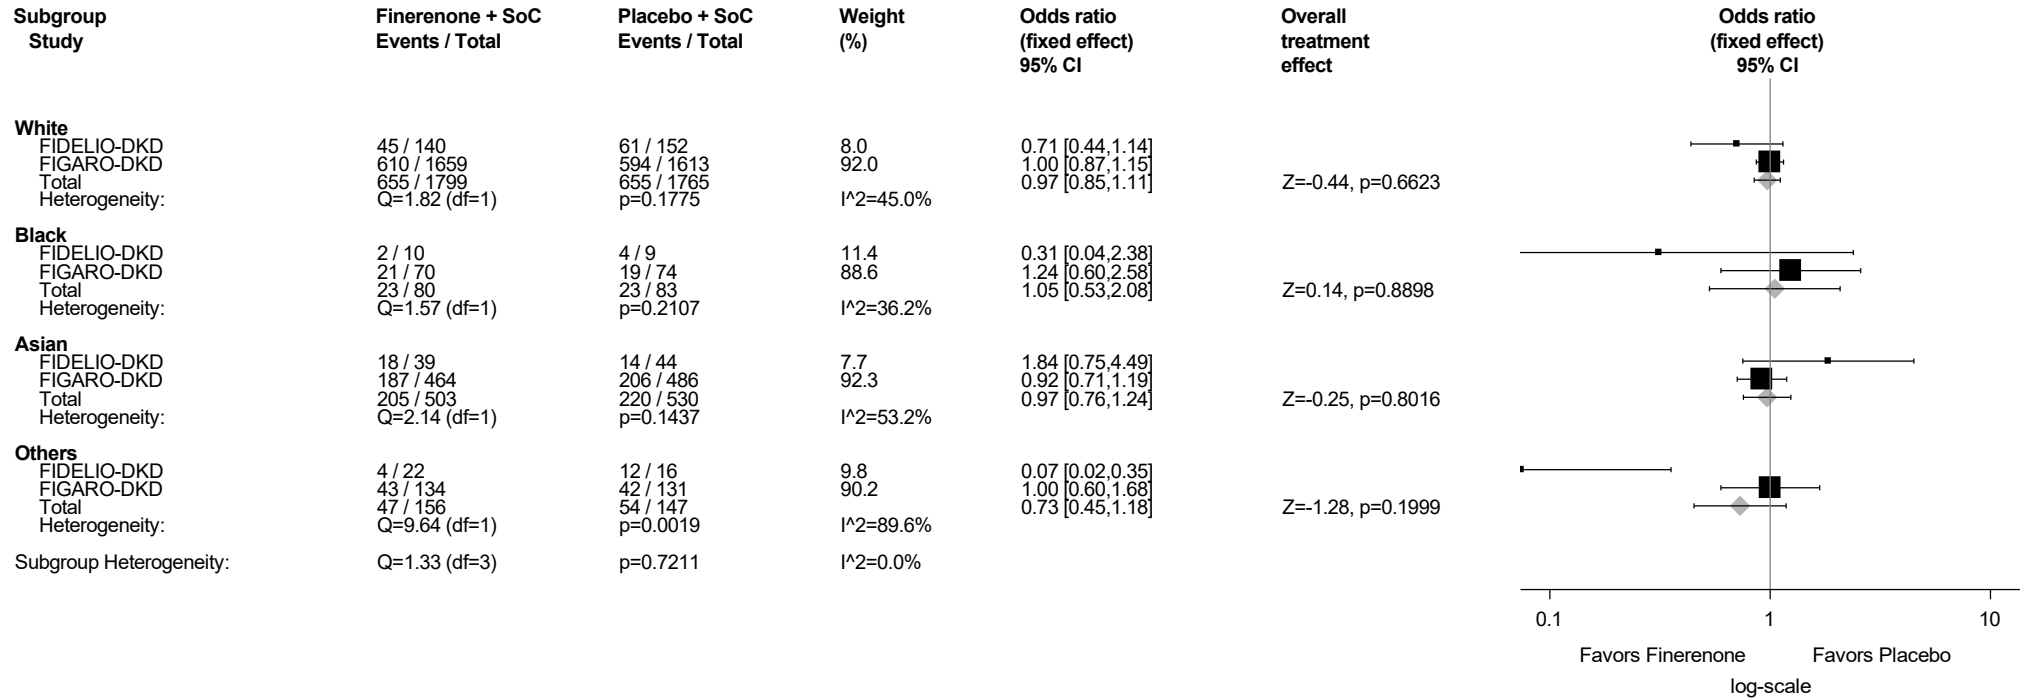 Subgroup Finerenone + SoC Placebo + SoC Weight Odds ratio Overall Odds ratio
Study Events / Total Events / Total (%) (fixed effect) treatment (fixed effect)
95% CI effect 95% CI
White
FIDELIO-DKD 45 / 140 61 / 152 8.0 0.71 [0.44,1.14]
FIGARO-DKD 610 / 1659 594 / 1613 92.0 1.00 [0.87,1.15]
Total 655 / 1799 655 / 1765 0.97 [0.85,1.11] Z=-0.44, p=0.6623
Heterogeneity: Q=1.82 (df=1) p=0.1775 I^2=45.0%
Black
FIDELIO-DKD 2 / 10 4 / 9 11.4 0.31 [0.04,2.38]
FIGARO-DKD 21 / 70 19 / 74 88.6 1.24 [0.60,2.58]
Total 23 / 80 23 / 83 1.05 [0.53,2.08] Z=0.14, p=0.8898
Heterogeneity: Q=1.57 (df=1) p=0.2107 I^2=36.2%
Asian
FIDELIO-DKD 18 / 39 14 / 44 7.7 1.84 [0.75,4.49]
FIGARO-DKD 187 / 464 206 / 486 92.3 0.92 [0.71,1.19]
Total 205 / 503 220 / 530 0.97 [0.76,1.24] Z=-0.25, p=0.8016
Heterogeneity: Q=2.14 (df=1) p=0.1437 I^2=53.2%
Others
FIDELIO-DKD 4 / 22 12 / 16 9.8 0.07 [0.02,0.35]
FIGARO-DKD 43 / 134 42 / 131 90.2 1.00 [0.60,1.68]
Total 47 / 156 54 / 147 0.73 [0.45,1.18] Z=-1.28, p=0.1999
Heterogeneity: Q=9.64 (df=1) p=0.0019 I^2=89.6%
Subgroup Heterogeneity: Q=1.33 (df=3) p=0.7211 I^2=0.0%
0.1 1 10
Favors Finerenone Favors Placebo
log-scale